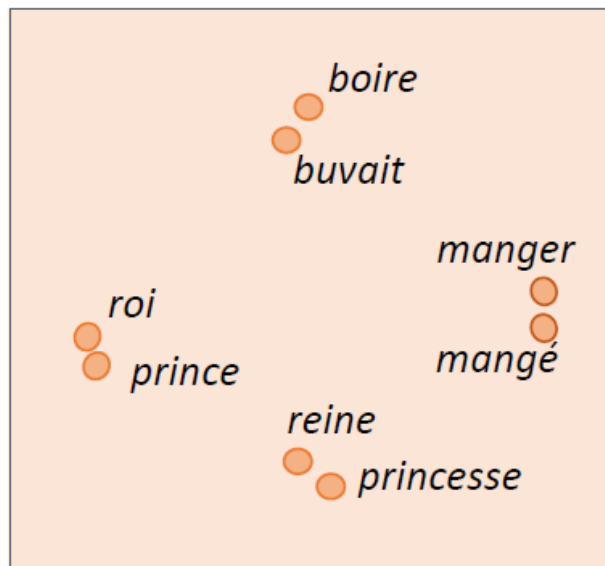 boire
buvait
manger
roi
mangé
prince
reine
princesse